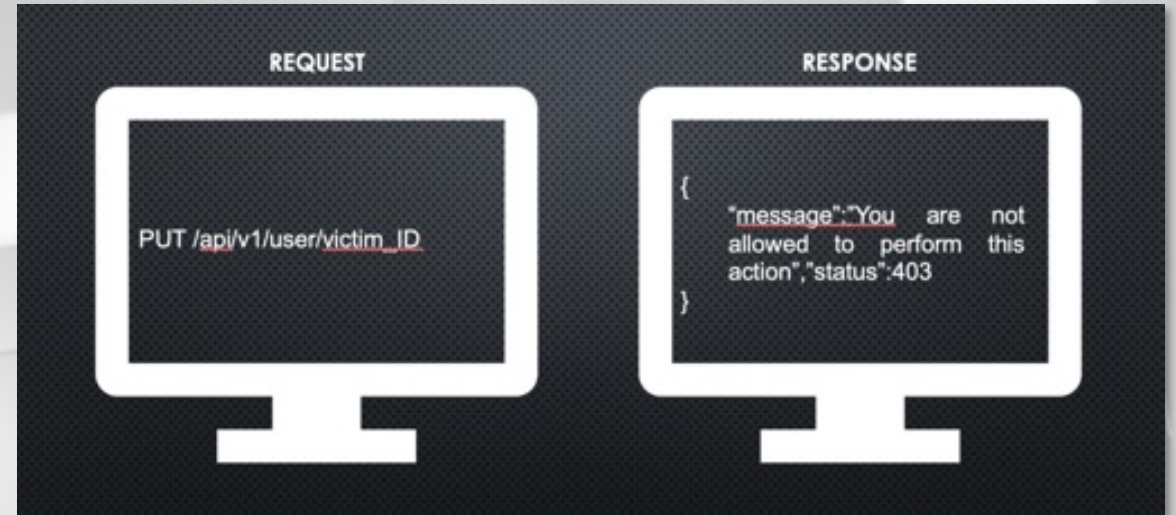 REQUEST
PUT /api/v1/user/victim_ID
RESPONSE
{
“message”:”You are not
allowed to perform this
action”,”status”:403
}